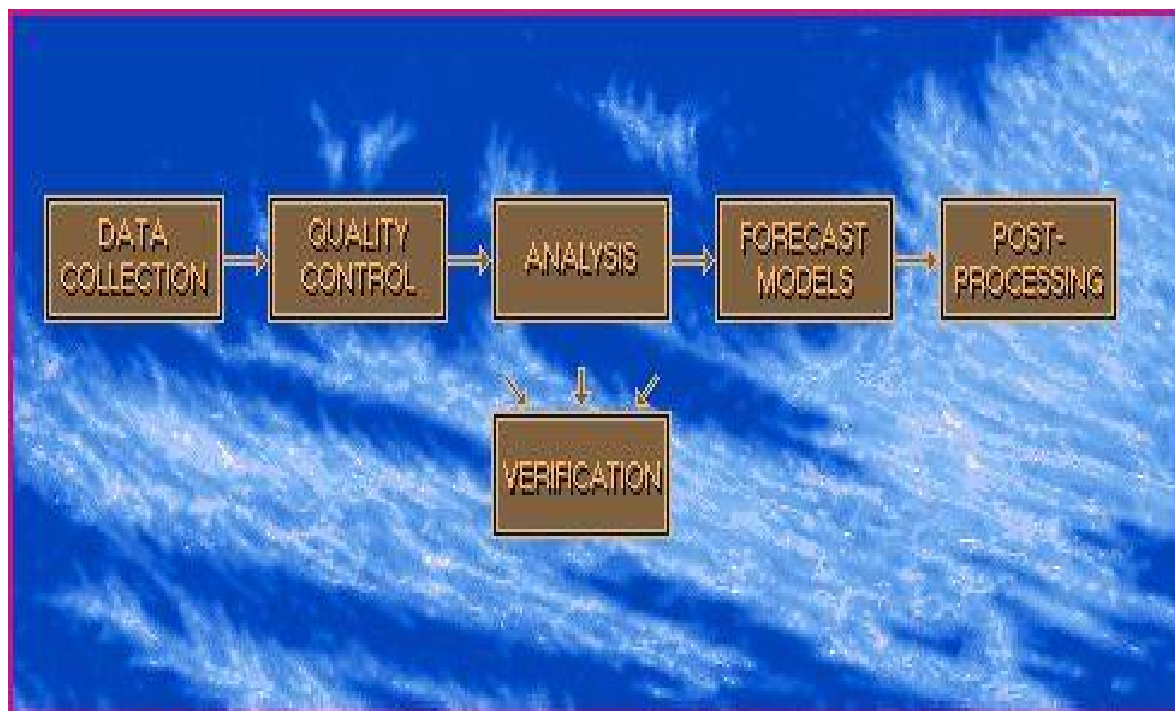 DATA
COLLECTION
QUALITY
CONTROL
ANALYSIS
FORECAST
MODELS
POST-
PROCESSING
VERIFICATION